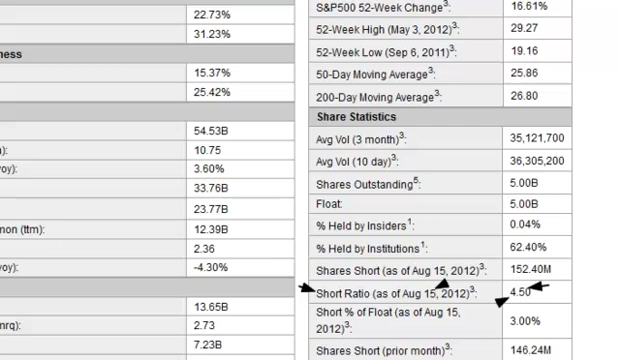 22.73%
31.23%
ness
15.37%
25.42%
54.53B
): 10.75
yoy): 3.60%
33.76B
23.77B
mon (ttm): 12.39B
2.36
yoy): -4.30%
13.65B
mrq): 2.73
7.23B
S&P500 52-Week Change3: 16.61%
52-Week High (May 3, 2012)3: 29.27
52-Week Low (Sep 6, 2011)3: 19.16
50-Day Moving Average3: 25.86
200-Day Moving Average3: 26.80
Share Statistics
Avg Vol (3 month)3: 35,121,700
Avg Vol (10 day)3: 36,305,200
Shares Outstanding5: 5.00B
Float: 5.00B
% Held by Insiders1: 0.04%
% Held by Institutions1: 62.40%
Shares Short (as of Aug 15, 2012)3: 152.40M
Short Ratio (as of Aug 15, 2012)3: 4.50
Short % of Float (as of Aug 15,
2012)3: 3.00%
Shares Short (prior month)3: 146.24M